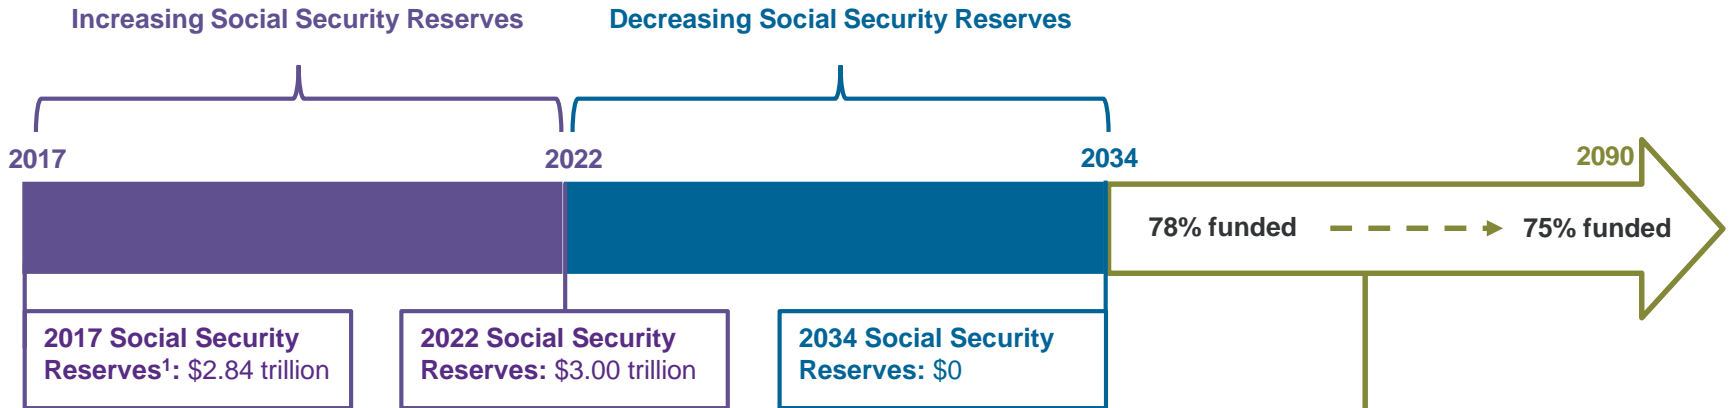 Increasing Social Security Reserves
Decreasing Social Security Reserves
2017
2022
2034
2090
78% funded
75% funded
2017 Social Security
Reserves¹: $2.84 trillion
2022 Social Security
Reserves: $3.00 trillion
2034 Social Security
Reserves: $0